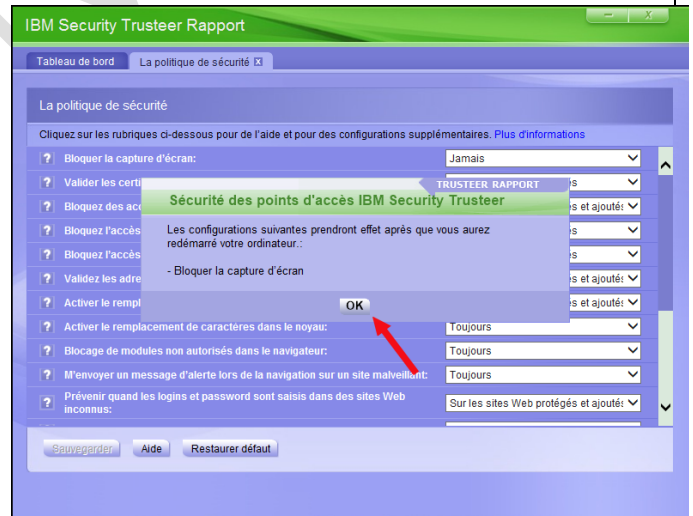 IBM Security Trusteer Rapport
Tableau de bord
La politique de sécurité
La politique de sécurité
Cliquez sur les rubriques ci-dessous pour de l'aide et pour des configurations supplémentaires. Plus d'informations
? Bloquer la capture d'écran: Jamais
? Valider les certi
? Bloquez des acc s et ajoutés
? Bloquez l'accès
? Bloquez l'accès
? Validez les adre s et ajoutés
? Activer le rempl s et ajoutés
TRUSTEER RAPPORT
Sécurité des points d'accès IBM Security Trusteer
Les configurations suivantes prendront effet après que vous aurez
redémarré votre ordinateur.:
- Bloquer la capture d'écran
OK
? Activer le remplacement de caractères dans le noyau: Toujours
? Blocage de modules non autorisés dans le navigateur: Toujours
? M'envoyer un message d'alerte lors de la navigation sur un site malveillant: Toujours
? Prévenir quand les logins et password sont saisis dans des sites Web
inconnus:
Sur les sites Web protégés et ajoutés
Sauvegarder Aide Restaurer défaut